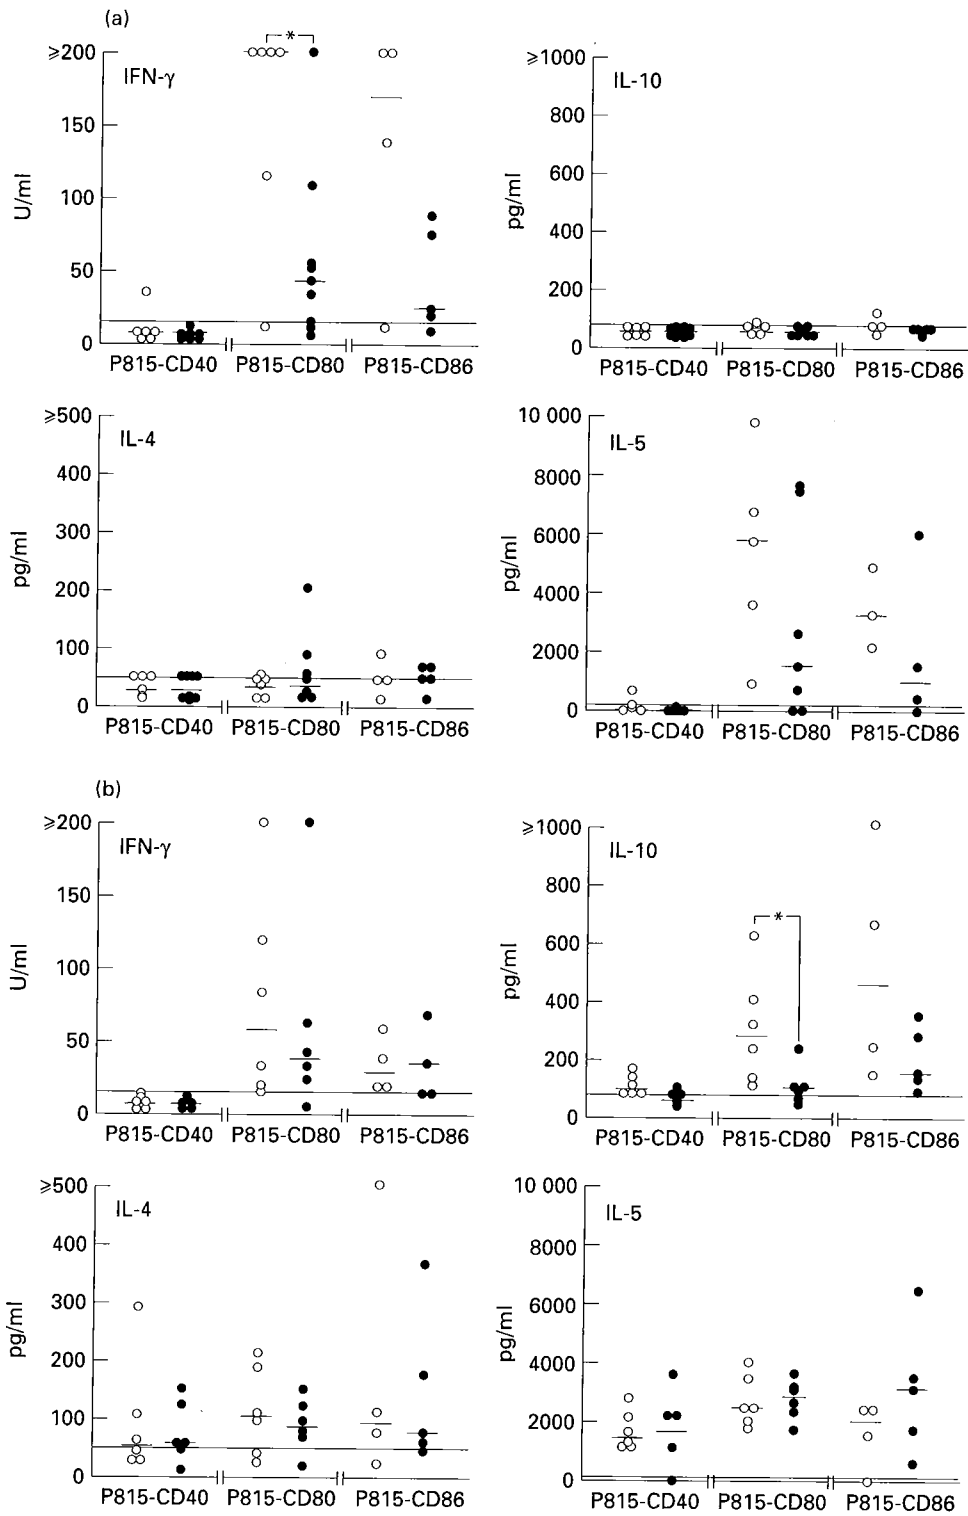 (a)
⩾200
150
100
50
0
U/ml
IFN-γ
*
P815-CD40 P815-CD80 P815-CD86
⩾1000
800
600
400
200
0
pg/ml
IL-10
P815-CD40 P815-CD80 P815-CD86
⩾500
400
300
200
100
0
pg/ml
IL-4
P815-CD40 P815-CD80 P815-CD86
10 000
8000
6000
4000
2000
0
pg/ml
IL-5
P815-CD40 P815-CD80 P815-CD86
(b)
⩾200
150
100
50
0
U/ml
IFN-γ
P815-CD40 P815-CD80 P815-CD86
⩾1000
800
600
400
200
0
pg/ml
IL-10
*
P815-CD40 P815-CD80 P815-CD86
⩾500
400
300
200
100
0
pg/ml
IL-4
P815-CD40 P815-CD80 P815-CD86
10 000
8000
6000
4000
2000
0
pg/ml
IL-5
P815-CD40 P815-CD80 P815-CD86